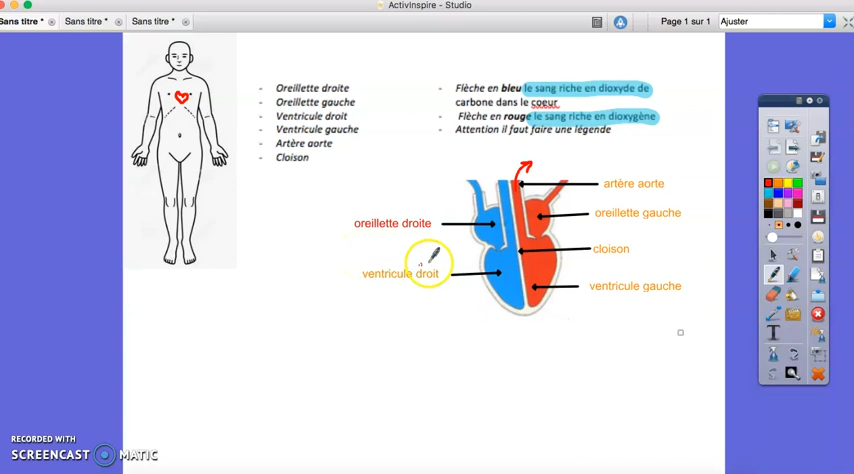 ActivInspire - Studio
Sans titre *
Sans titre *
Sans titre *
Page 1 sur 1
Ajuster
- Oreillette droite
- Oreillette gauche
- Ventricule droit
- Ventricule gauche
- Artère aorte
- Cloison
- Flèche en bleu le sang riche en dioxyde de
carbone dans le coeur
- Flèche en rouge le sang riche en dioxygène
- Attention il faut faire une légende
artère aorte
oreillette droite
oreillette gauche
cloison
ventricule droit
ventricule gauche
RECORDED WITH
SCREENCAST MATIC